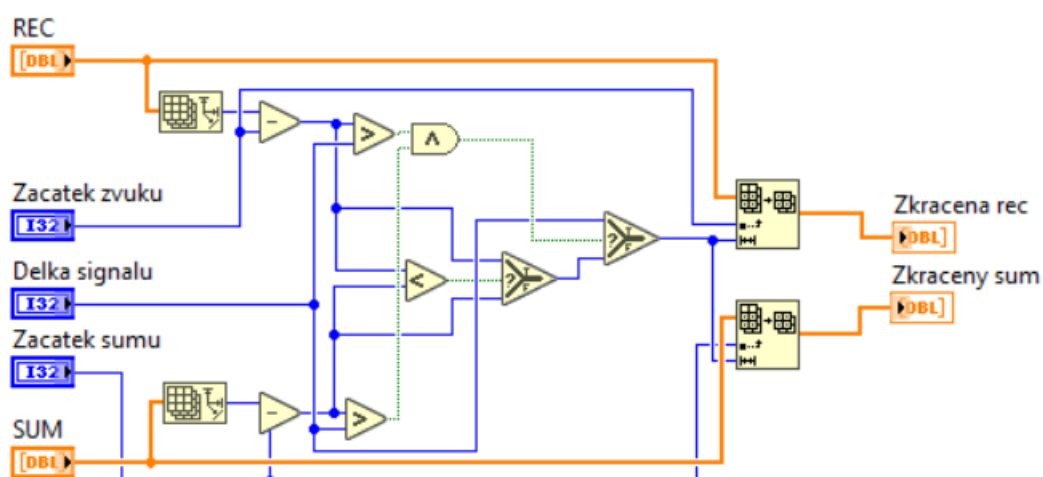 REC
[DBL]
Zacatek zvuku
I32
Delka signalu
I32
Zacatek sumu
I32
SUM
[DBL]
-
>
∧
<
?
T
F
?
T
F
-
>
Zkracena rec
[DBL]
Zkraceny sum
[DBL]